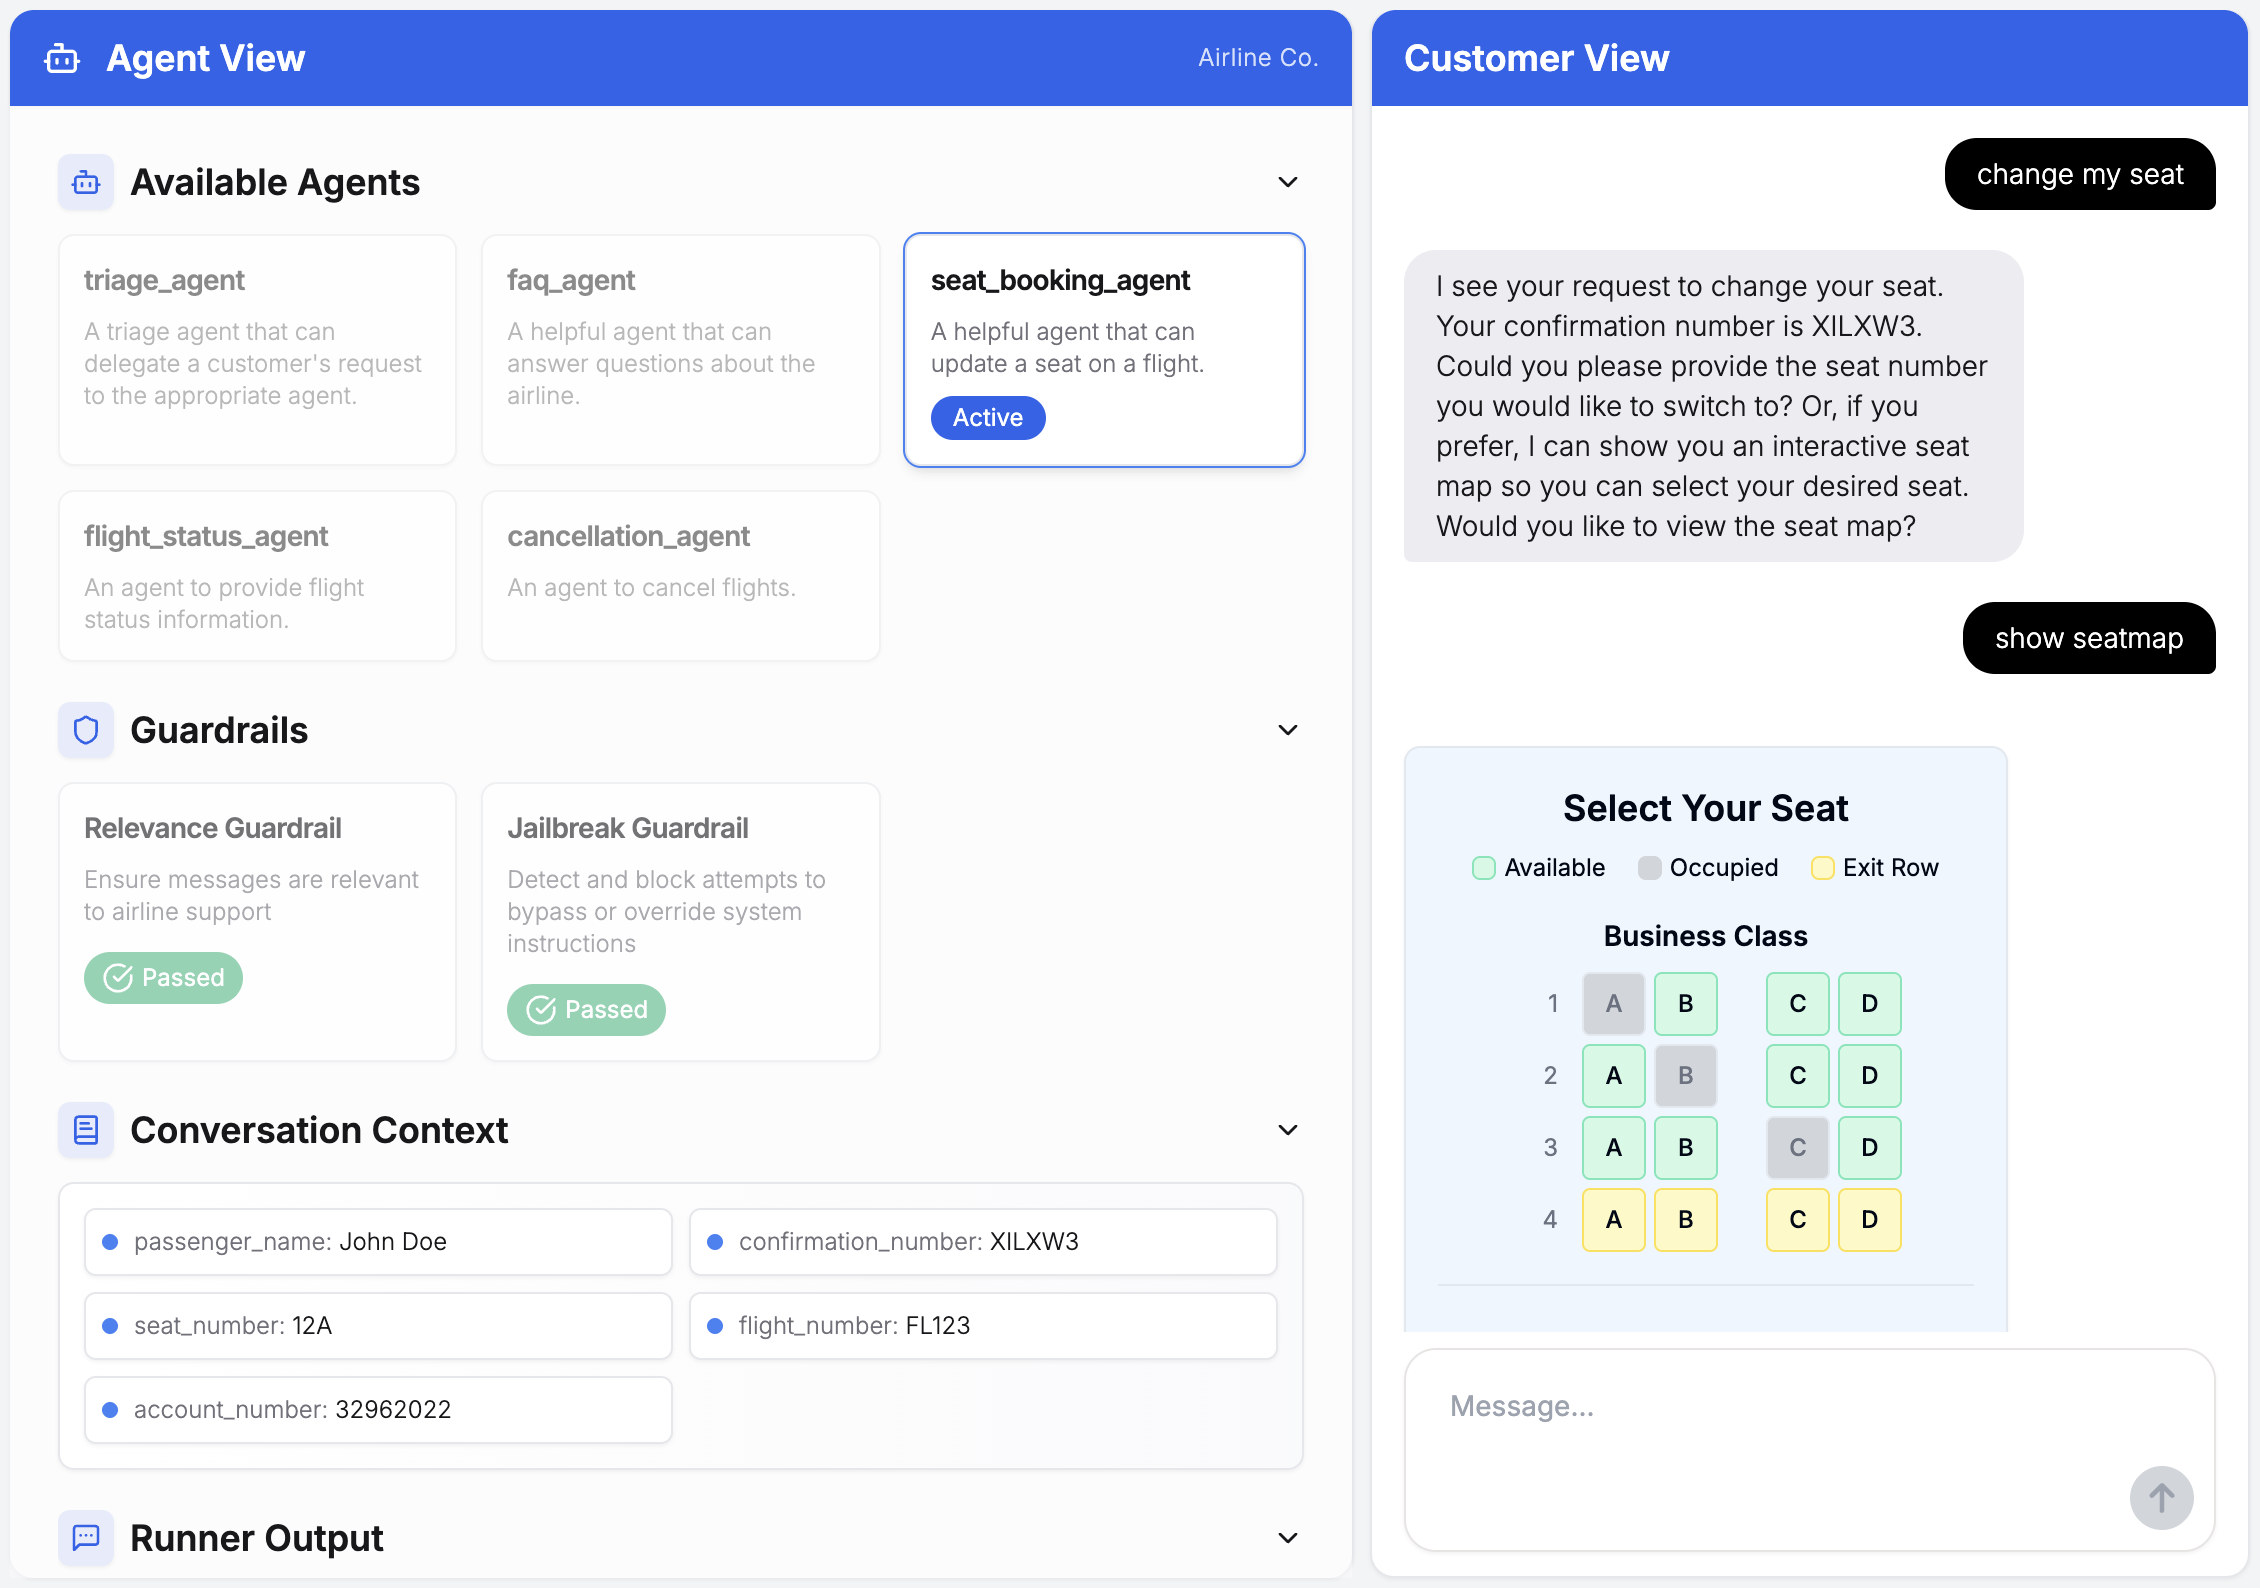 Agent View
Airline Co.
Available Agents
triage_agent
A triage agent that can
delegate a customer's request
to the appropriate agent.
faq_agent
A helpful agent that can
answer questions about the
airline.
seat_booking_agent
A helpful agent that can
update a seat on a flight.
Active
flight_status_agent
An agent to provide flight
status information.
cancellation_agent
An agent to cancel flights.
Guardrails
Relevance Guardrail
Ensure messages are relevant
to airline support
Passed
Jailbreak Guardrail
Detect and block attempts to
bypass or override system
instructions
Passed
Conversation Context
passenger_name: John Doe
confirmation_number: XILXW3
seat_number: 12A
flight_number: FL123
account_number: 32962022
Runner Output
Customer View
change my seat
I see your request to change your seat.
Your confirmation number is XILXW3.
Could you please provide the seat number
you would like to switch to? Or, if you
prefer, I can show you an interactive seat
map so you can select your desired seat.
Would you like to view the seat map?
show seatmap
Select Your Seat
Available Occupied Exit Row
Business Class
1 A B C D
2 A B C D
3 A B C D
4 A B C D
Message...